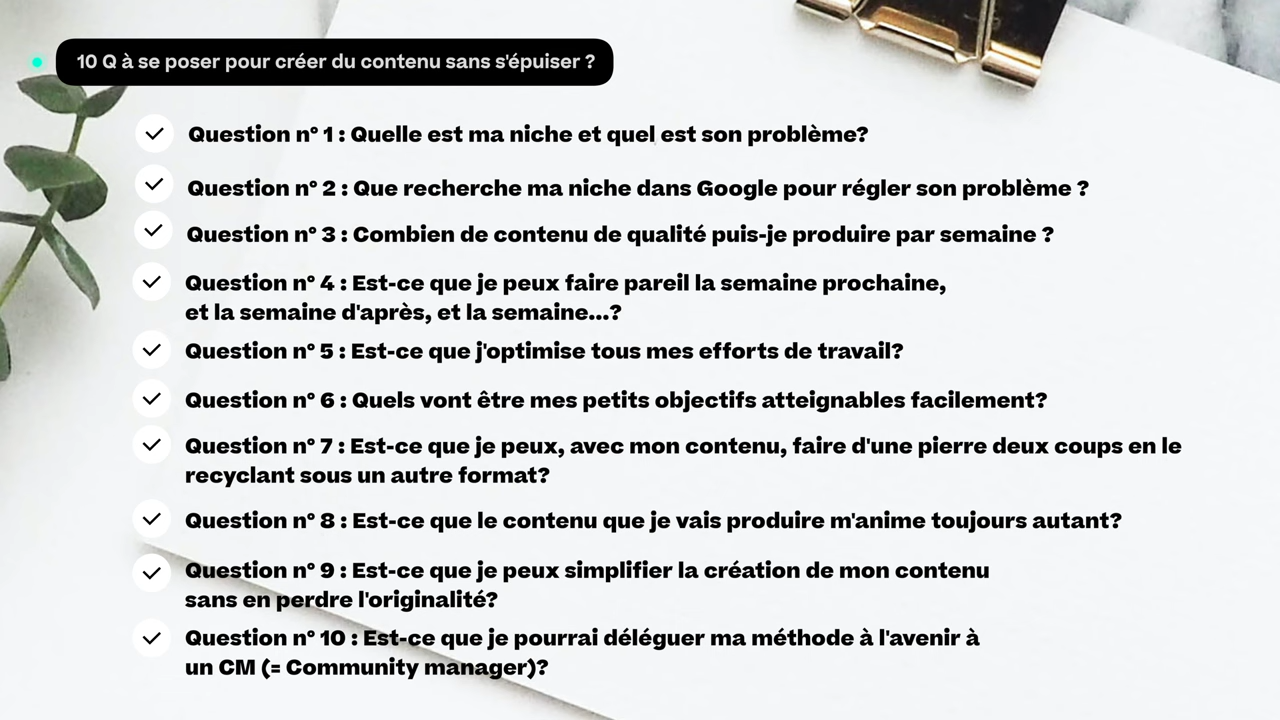 10 Q à se poser pour créer du contenu sans s'épuiser ?
Question n° 1 : Quelle est ma niche et quel est son problème?
Question n° 2 : Que recherche ma niche dans Google pour régler son problème ?
Question n° 3 : Combien de contenu de qualité puis-je produire par semaine ?
Question n° 4 : Est-ce que je peux faire pareil la semaine prochaine,
et la semaine d'après, et la semaine...?
Question n° 5 : Est-ce que j'optimise tous mes efforts de travail?
Question n° 6 : Quels vont être mes petits objectifs atteignables facilement?
Question n° 7 : Est-ce que je peux, avec mon contenu, faire d'une pierre deux coups en le
recyclant sous un autre format?
Question n° 8 : Est-ce que le contenu que je vais produire m'anime toujours autant?
Question n° 9 : Est-ce que je peux simplifier la création de mon contenu
sans en perdre l'originalité?
Question n° 10 : Est-ce que je pourrai déléguer ma méthode à l'avenir à
un CM (= Community manager)?